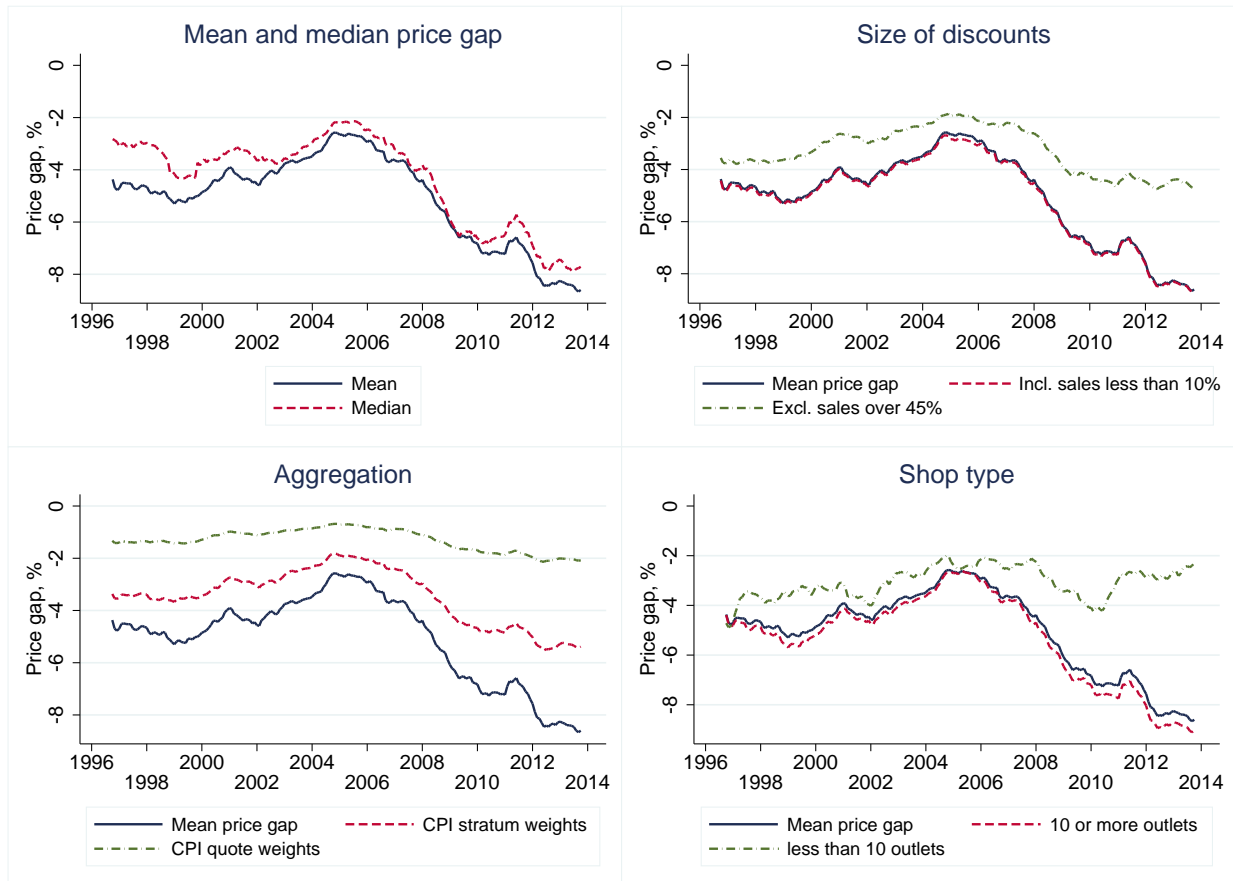 Mean and median price gap
Price gap, %
0
-2
-4
-6
-8
1996 2000 2004 2008 2012
1998 2002 2006 2010 2014
Mean
Median
Size of discounts
Price gap, %
0
-2
-4
-6
-8
1996 2000 2004 2008 2012
1998 2002 2006 2010 2014
Mean price gap Incl. sales less than 10%
Excl. sales over 45%
Aggregation
Price gap, %
0
-2
-4
-6
-8
1996 2000 2004 2008 2012
1998 2002 2006 2010 2014
Mean price gap CPI stratum weights
CPI quote weights
Shop type
Price gap, %
0
-2
-4
-6
-8
1996 2000 2004 2008 2012
1998 2002 2006 2010 2014
Mean price gap 10 or more outlets
less than 10 outlets